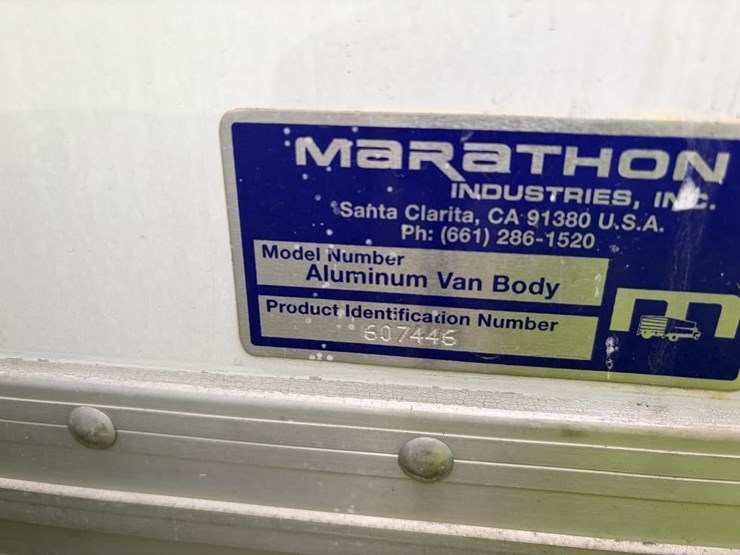 MARATHON
INDUSTRIES, INC.
Santa Clarita, CA 91380 U.S.A.
Ph: (661) 286-1520
Model Number
Aluminum Van Body
Product Identification Number
607446